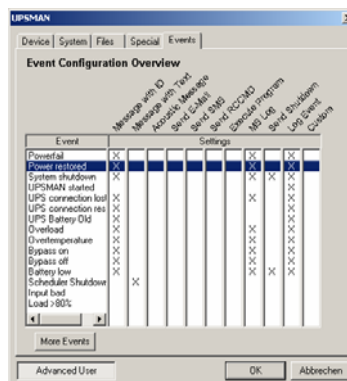 UPSMAN
Device System Files Special Events
Event Configuration Overview
Message with ID
Message with Text
Acoustic Message
Send E-Mail
Send SMS
Send RCCMD
Execute Program
MS Log
Send Shutdown
Log Event
Custom
Event Settings
Powerfail X X X
Power restored X X X
System shutdown X X X X
UPSMAN started X
UPS connection lost X X X
UPS connection res X X
UPS Battery Old X X
Overload X X X
Overtemperature X X X
Bypass on X X X
Bypass off X X X
Battery low X X X X
Scheduler Shutdown X
Input bad
Load >80%
More Events
Advanced User OK Abbrechen